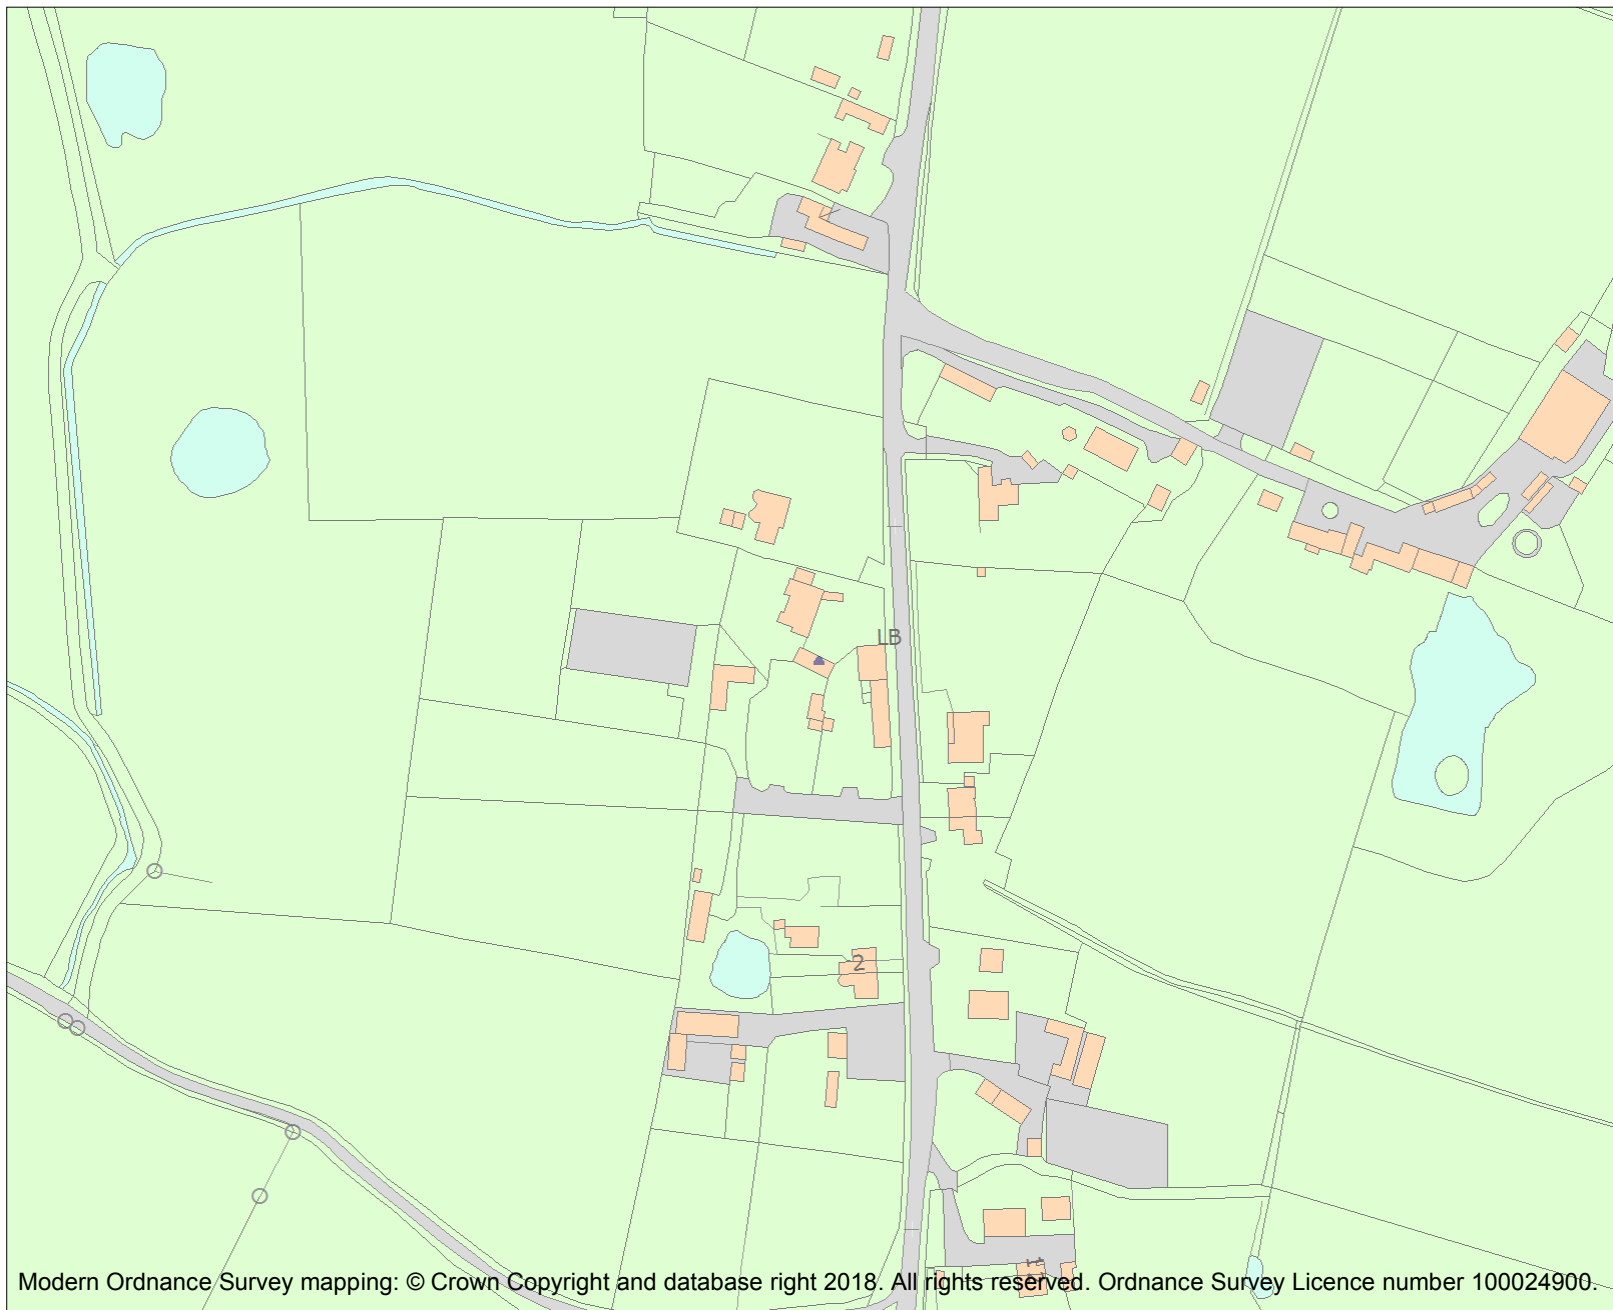 LB
2
Modern Ordnance Survey mapping: © Crown Copyright and database right 2018. All rights reserved. Ordnance Survey Licence number 100024900.